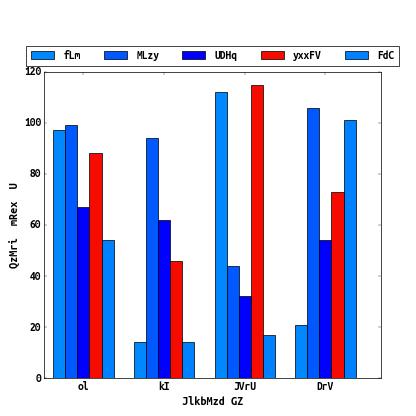 fLm MLzy UDHq yxxFV FdC
120
100
80
60
40
20
0
QzMri mRex U
ol kI JVrU DrV
JlkbMzd GZ